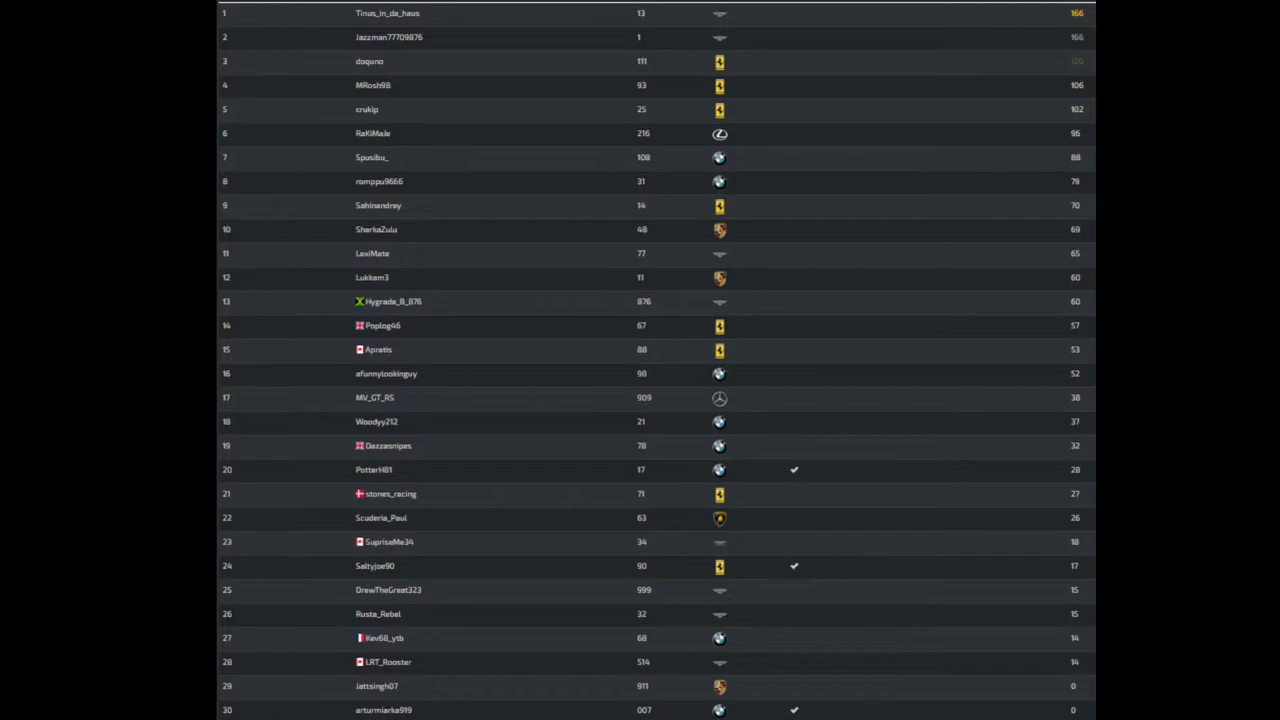 1 Tinus_in_da_haus 13 166
2 Jazzman77709876 1 166
3 doquno 111 120
4 MRosh98 93 106
5 crukip 25 102
6 RaKiMaJe 216 96
7 Spusibu_ 108 88
8 romppu9666 31 79
9 Sahinandrey 14 70
10 SharkaZulu 48 69
11 LexiMate 77 65
12 Lukkam3 11 60
13 Hygrade_B_876 876 60
14 Poplog46 67 57
15 Apratis 88 53
16 afunnylookinguy 98 52
17 MV_GT_RS 909 38
18 Woodyy212 21 37
19 Dazzasnipes 78 32
20 PotterH81 17 28
21 stones_racing 71 27
22 Scuderia_Paul 63 26
23 SupriseMe34 34 18
24 Saltyjoe90 90 17
25 DrewTheGreat323 999 15
26 Rusta_Rebel 32 15
27 Kev68_ytb 68 14
28 LRT_Rooster 514 14
29 Jattsingh07 911 0
30 arturmiarka919 007 0